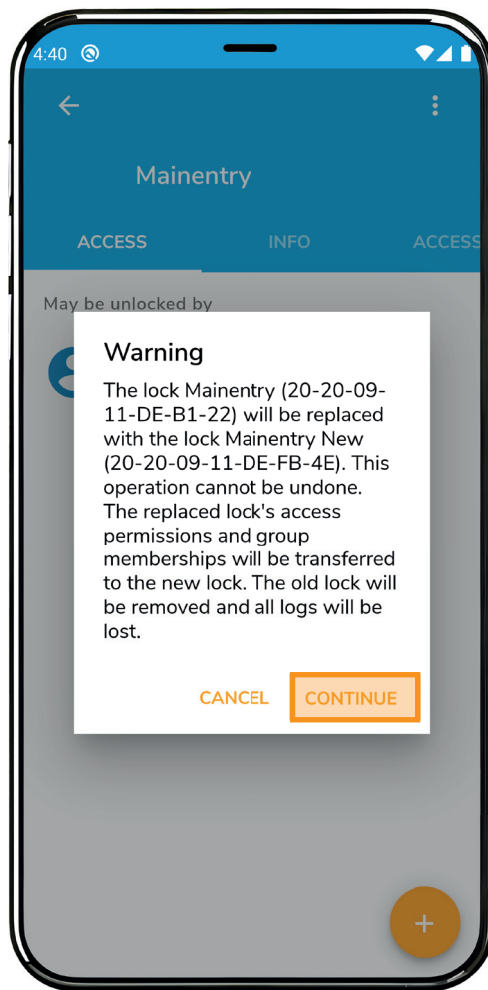 4:40
Mainentry
ACCESS INFO ACCESS
May be unlocked by
Warning
The lock Mainentry (20-20-09-
11-DE-B1-22) will be replaced
with the lock Mainentry New
(20-20-09-11-DE-FB-4E). This
operation cannot be undone.
The replaced lock's access
permissions and group
memberships will be transferred
to the new lock. The old lock will
be removed and all logs will be
lost.
CANCEL CONTINUE